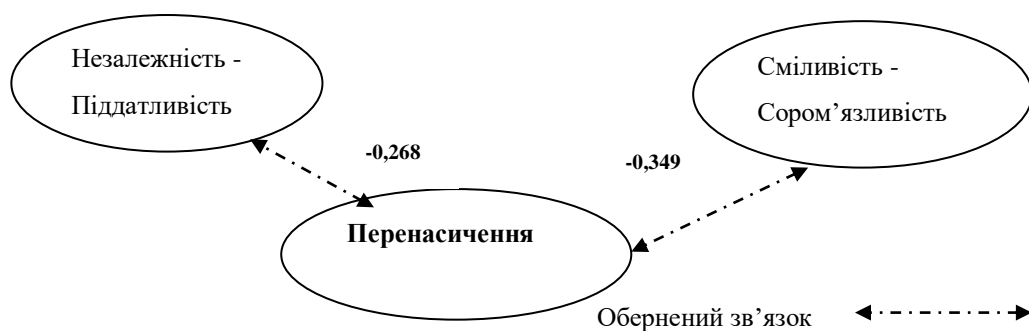 Незалежність -
Піддатливість
Сміливість -
Сором’язливість
-0,268
-0,349
Перенасичення
Обернений зв’язок